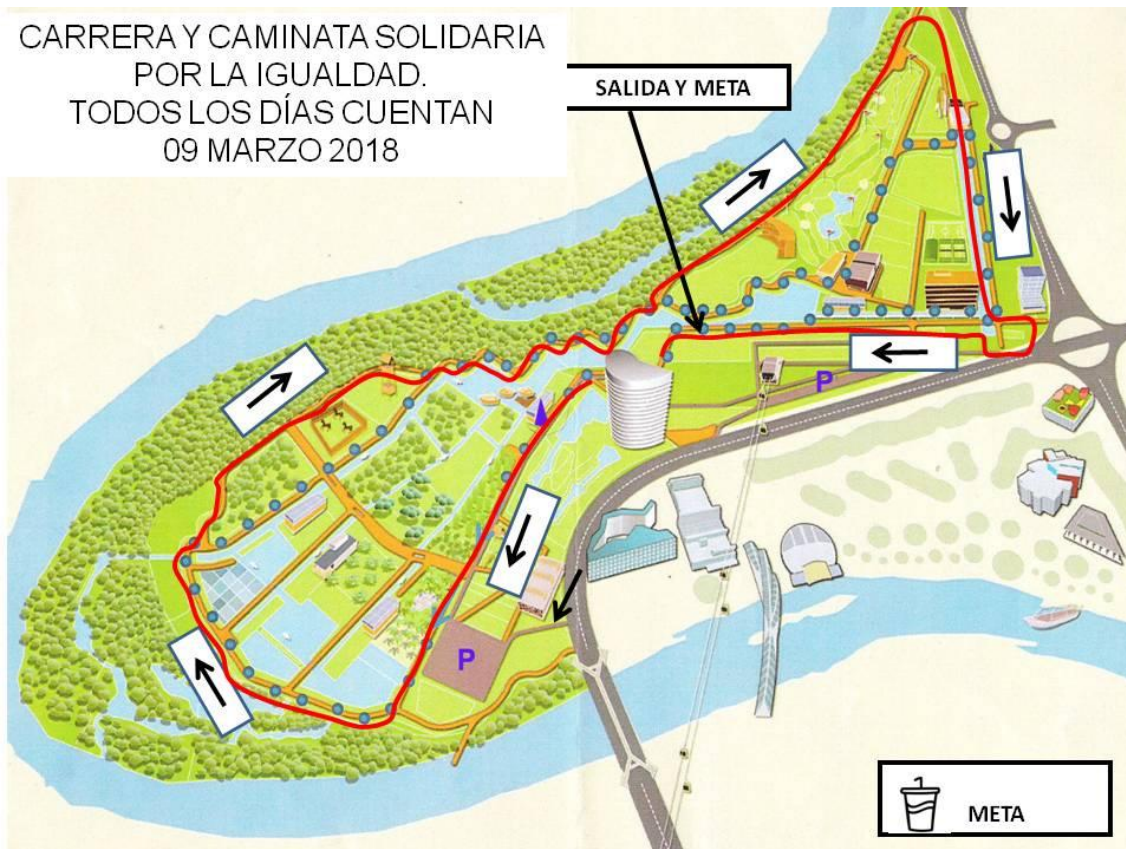 CARRERA Y CAMINATA SOLIDARIA
POR LA IGUALDAD.
TODOS LOS DÍAS CUENTAN
09 MARZO 2018
SALIDA Y META
P
P
META